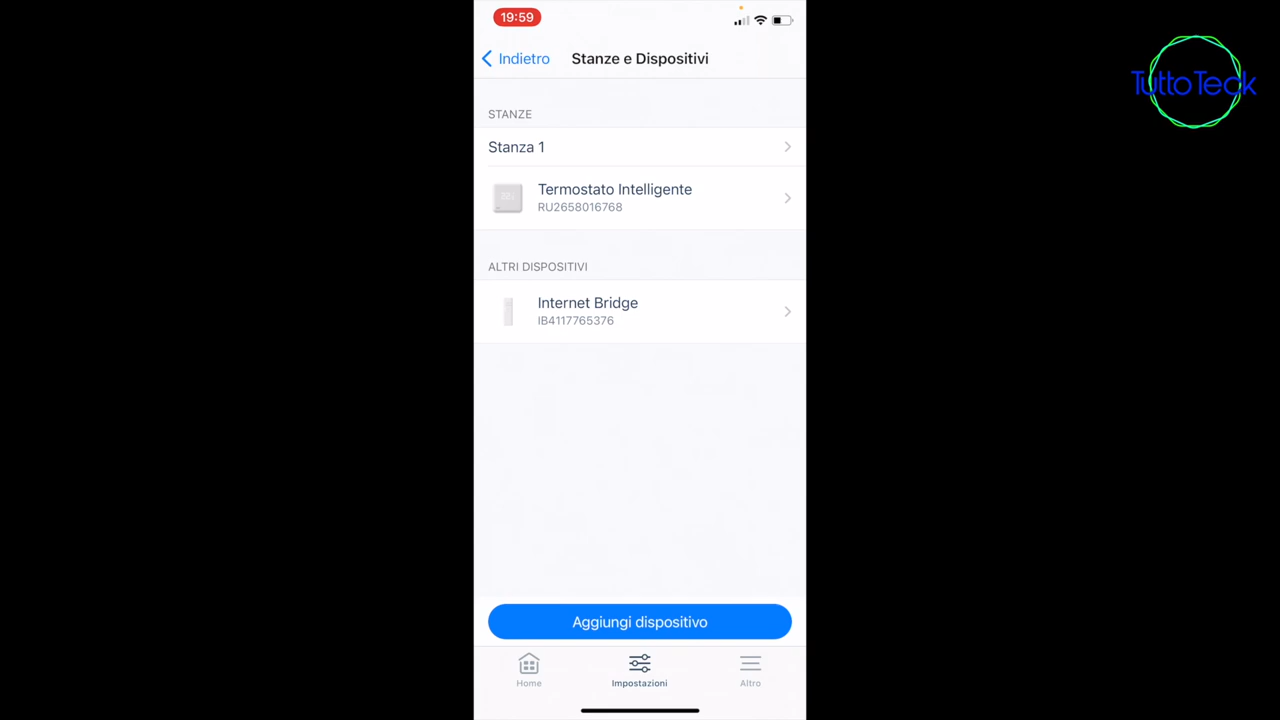 19:59
Indietro
Stanze e Dispositivi
TuttoTeck
STANZE
Stanza 1
Termostato Intelligente
RU2658016768
ALTRI DISPOSITIVI
Internet Bridge
IB4117765376
Aggiungi dispositivo
Home
Impostazioni
Altro